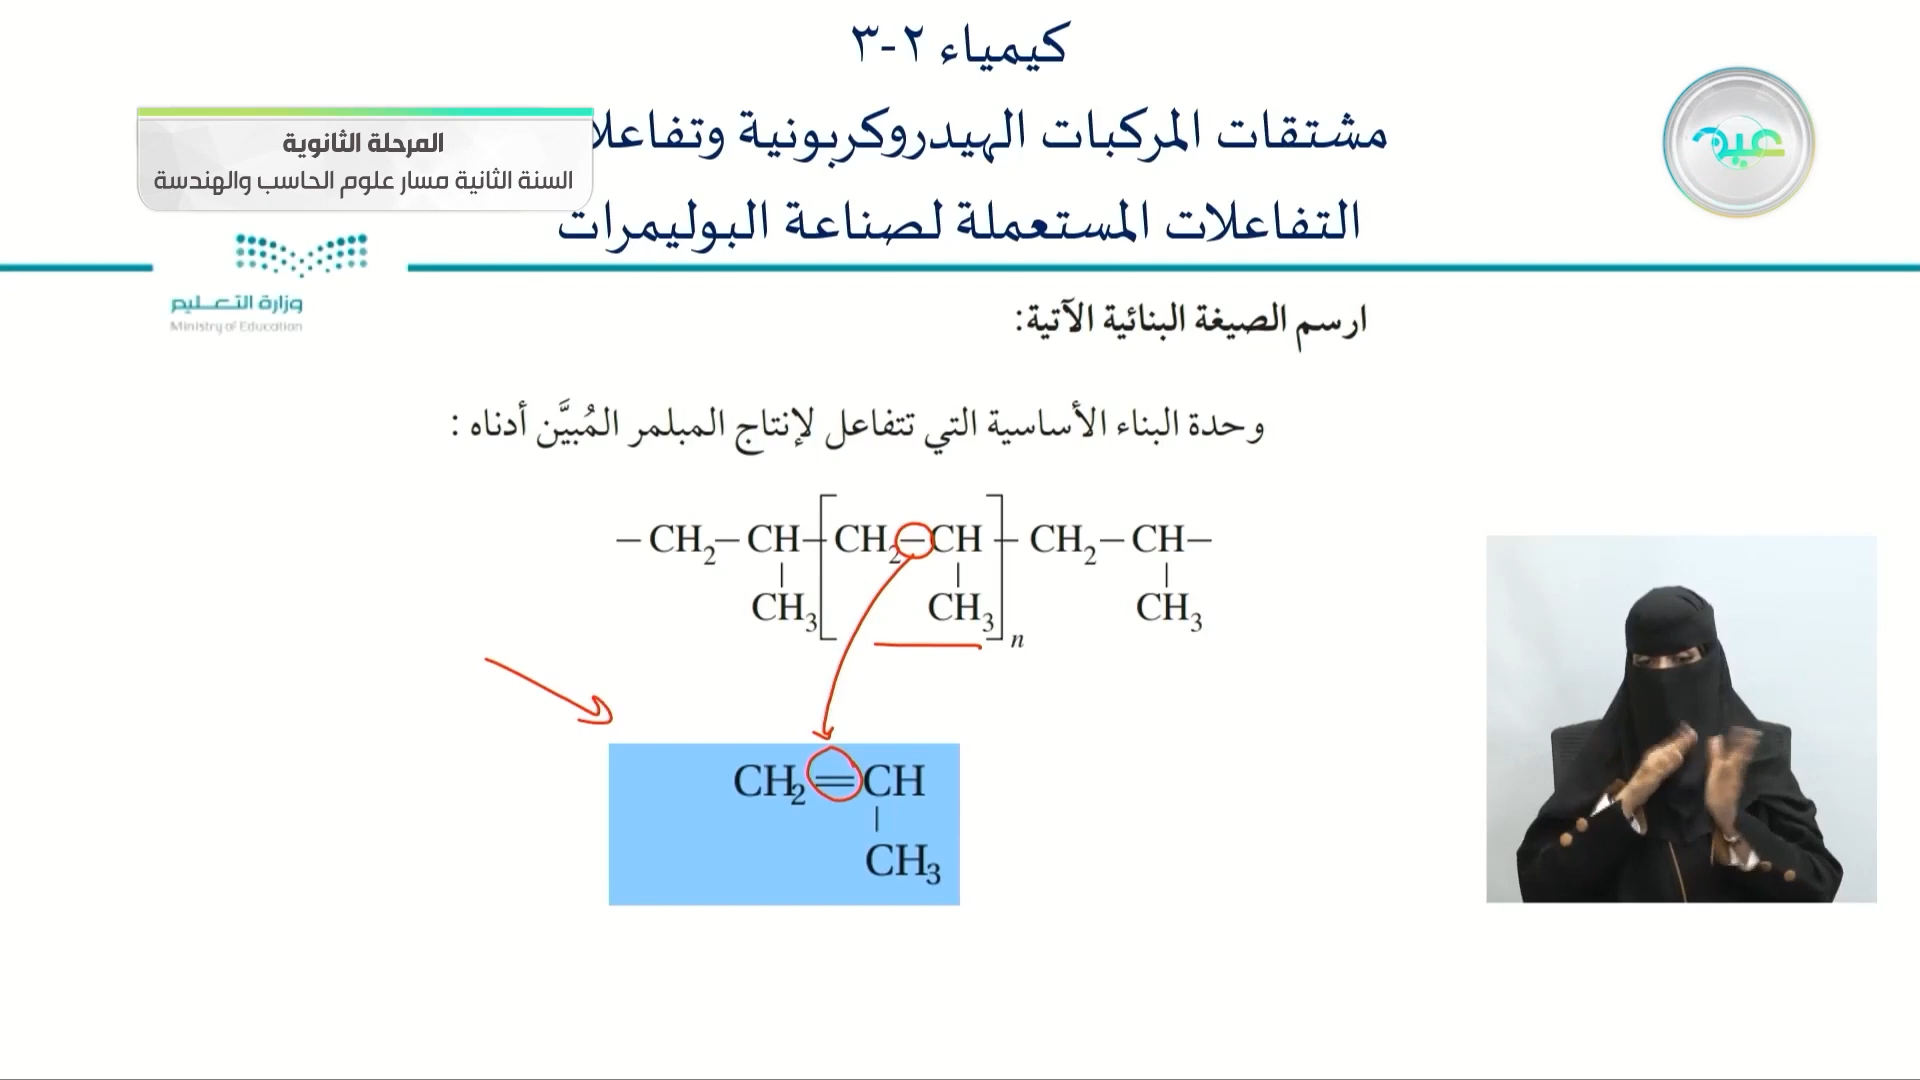 كيمياء ٢-٣
مشتقات المركبات الهيدروكربونية وتفاعلا
المرحلة الثانوية
السنة الثانية مسار علوم الحاسب والهندسة
عين
التفاعلات المستعملة لصناعة البوليمرات
وزارة التعـــليم
Ministry of Education
ارسم الصيغة البنائية الآتية:
وحدة البناء الأساسية التي تتفاعل لإنتاج المبلمر المُبيَّن أدناه :
– CH₂ – CH –[ CH₂ – CH –]ₙ CH₂ – CH –
CH₃ CH₃ CH₃
CH₂ = CH
CH₃